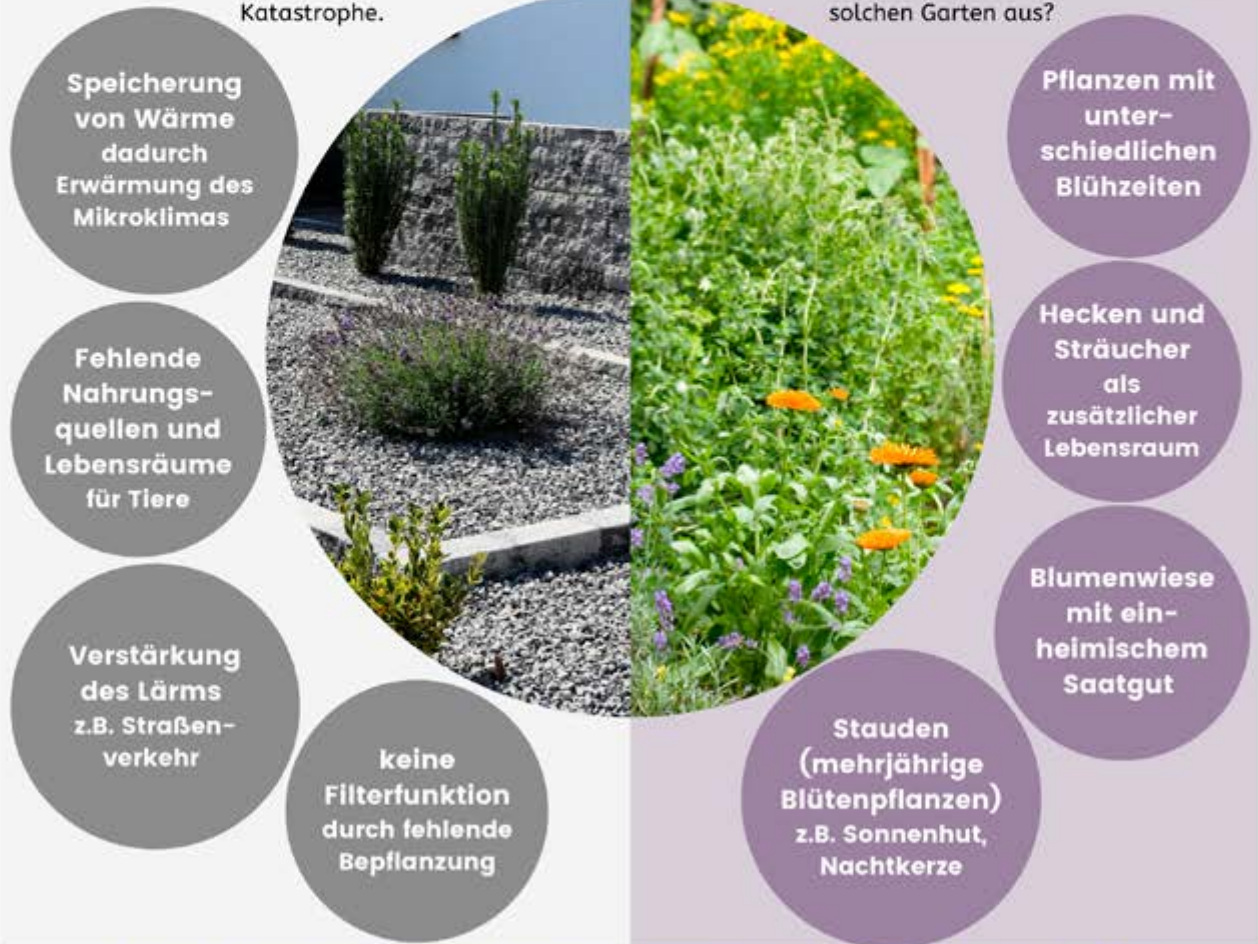 Katastrophe.
Speicherung
von Wärme
dadurch
Erwärmung des
Mikroklimas
Fehlende
Nahrungs-
quellen und
Lebensräume
für Tiere
Verstärkung
des Lärms
z.B. Straßen-
verkehr
keine
Filterfunktion
durch fehlende
Bepflanzung
solchen Garten aus?
Pflanzen mit
unter-
schiedlichen
Blühzeiten
Hecken und
Sträucher
als
zusätzlicher
Lebensraum
Blumenwiese
mit ein-
heimischem
Saatgut
Stauden
(mehrjährige
Blütenpflanzen)
z.B. Sonnenhut,
Nachtkerze